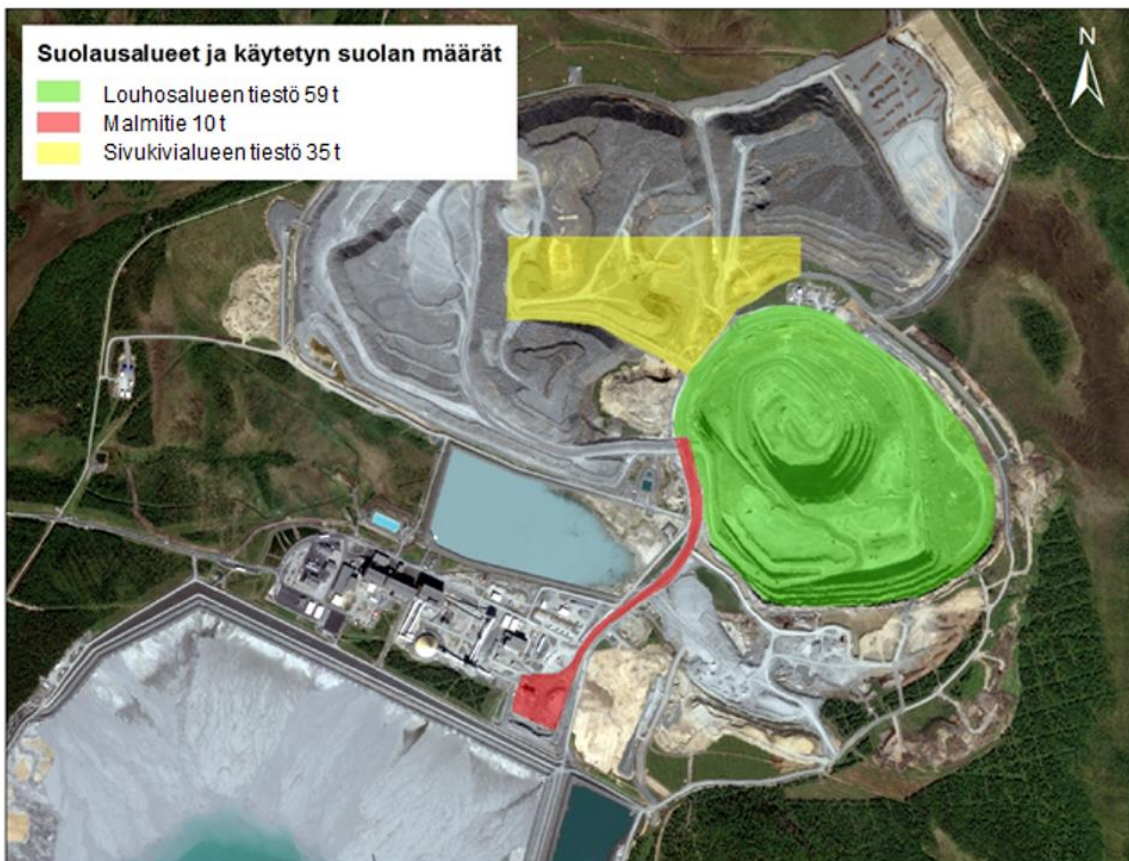 Suolausalueet ja käytetyn suolan määrät
Louhosalueen tiestö 59 t
Malmitie 10 t
Sivukivialueen tiestö 35 t
N